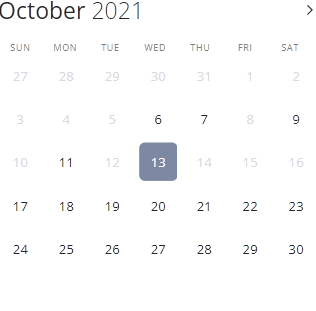 October 2021
SUN MON TUE WED THU FRI SAT
27 28 29 30 31 1 2
3 4 5 6 7 8 9
10 11 12 13 14 15 16
17 18 19 20 21 22 23
24 25 26 27 28 29 30